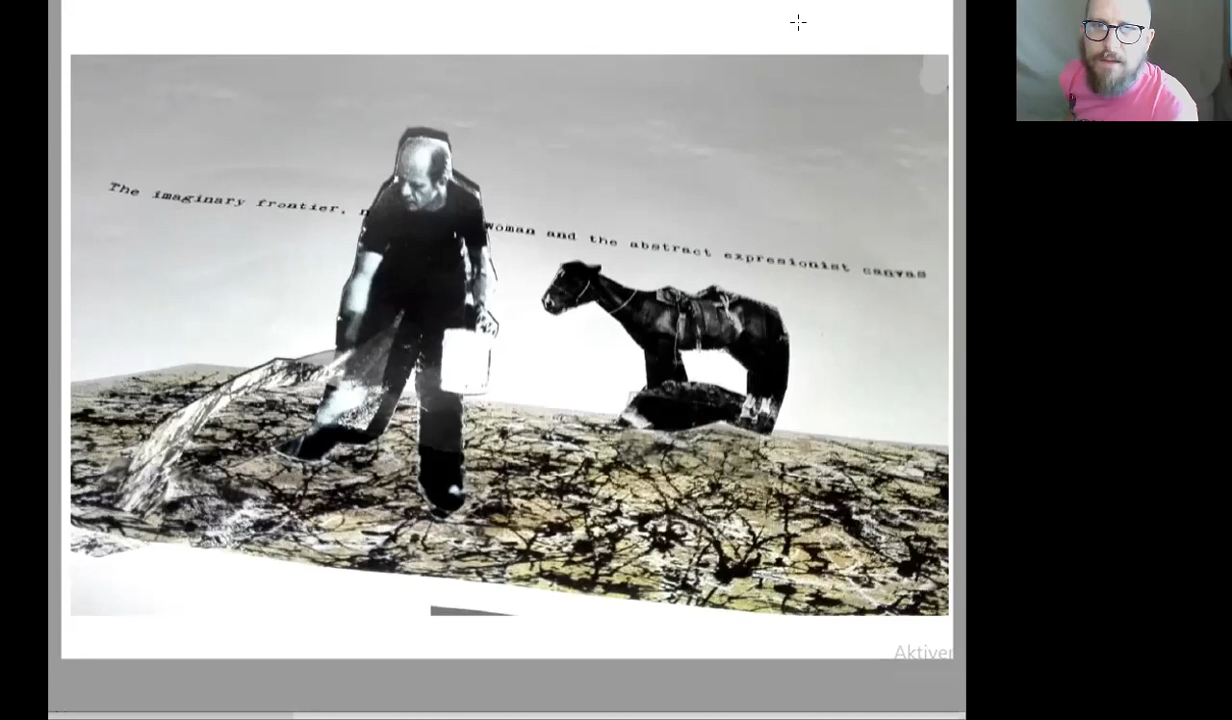 The imaginary frontier, n woman and the abstract expresionist canvas
Aktiver